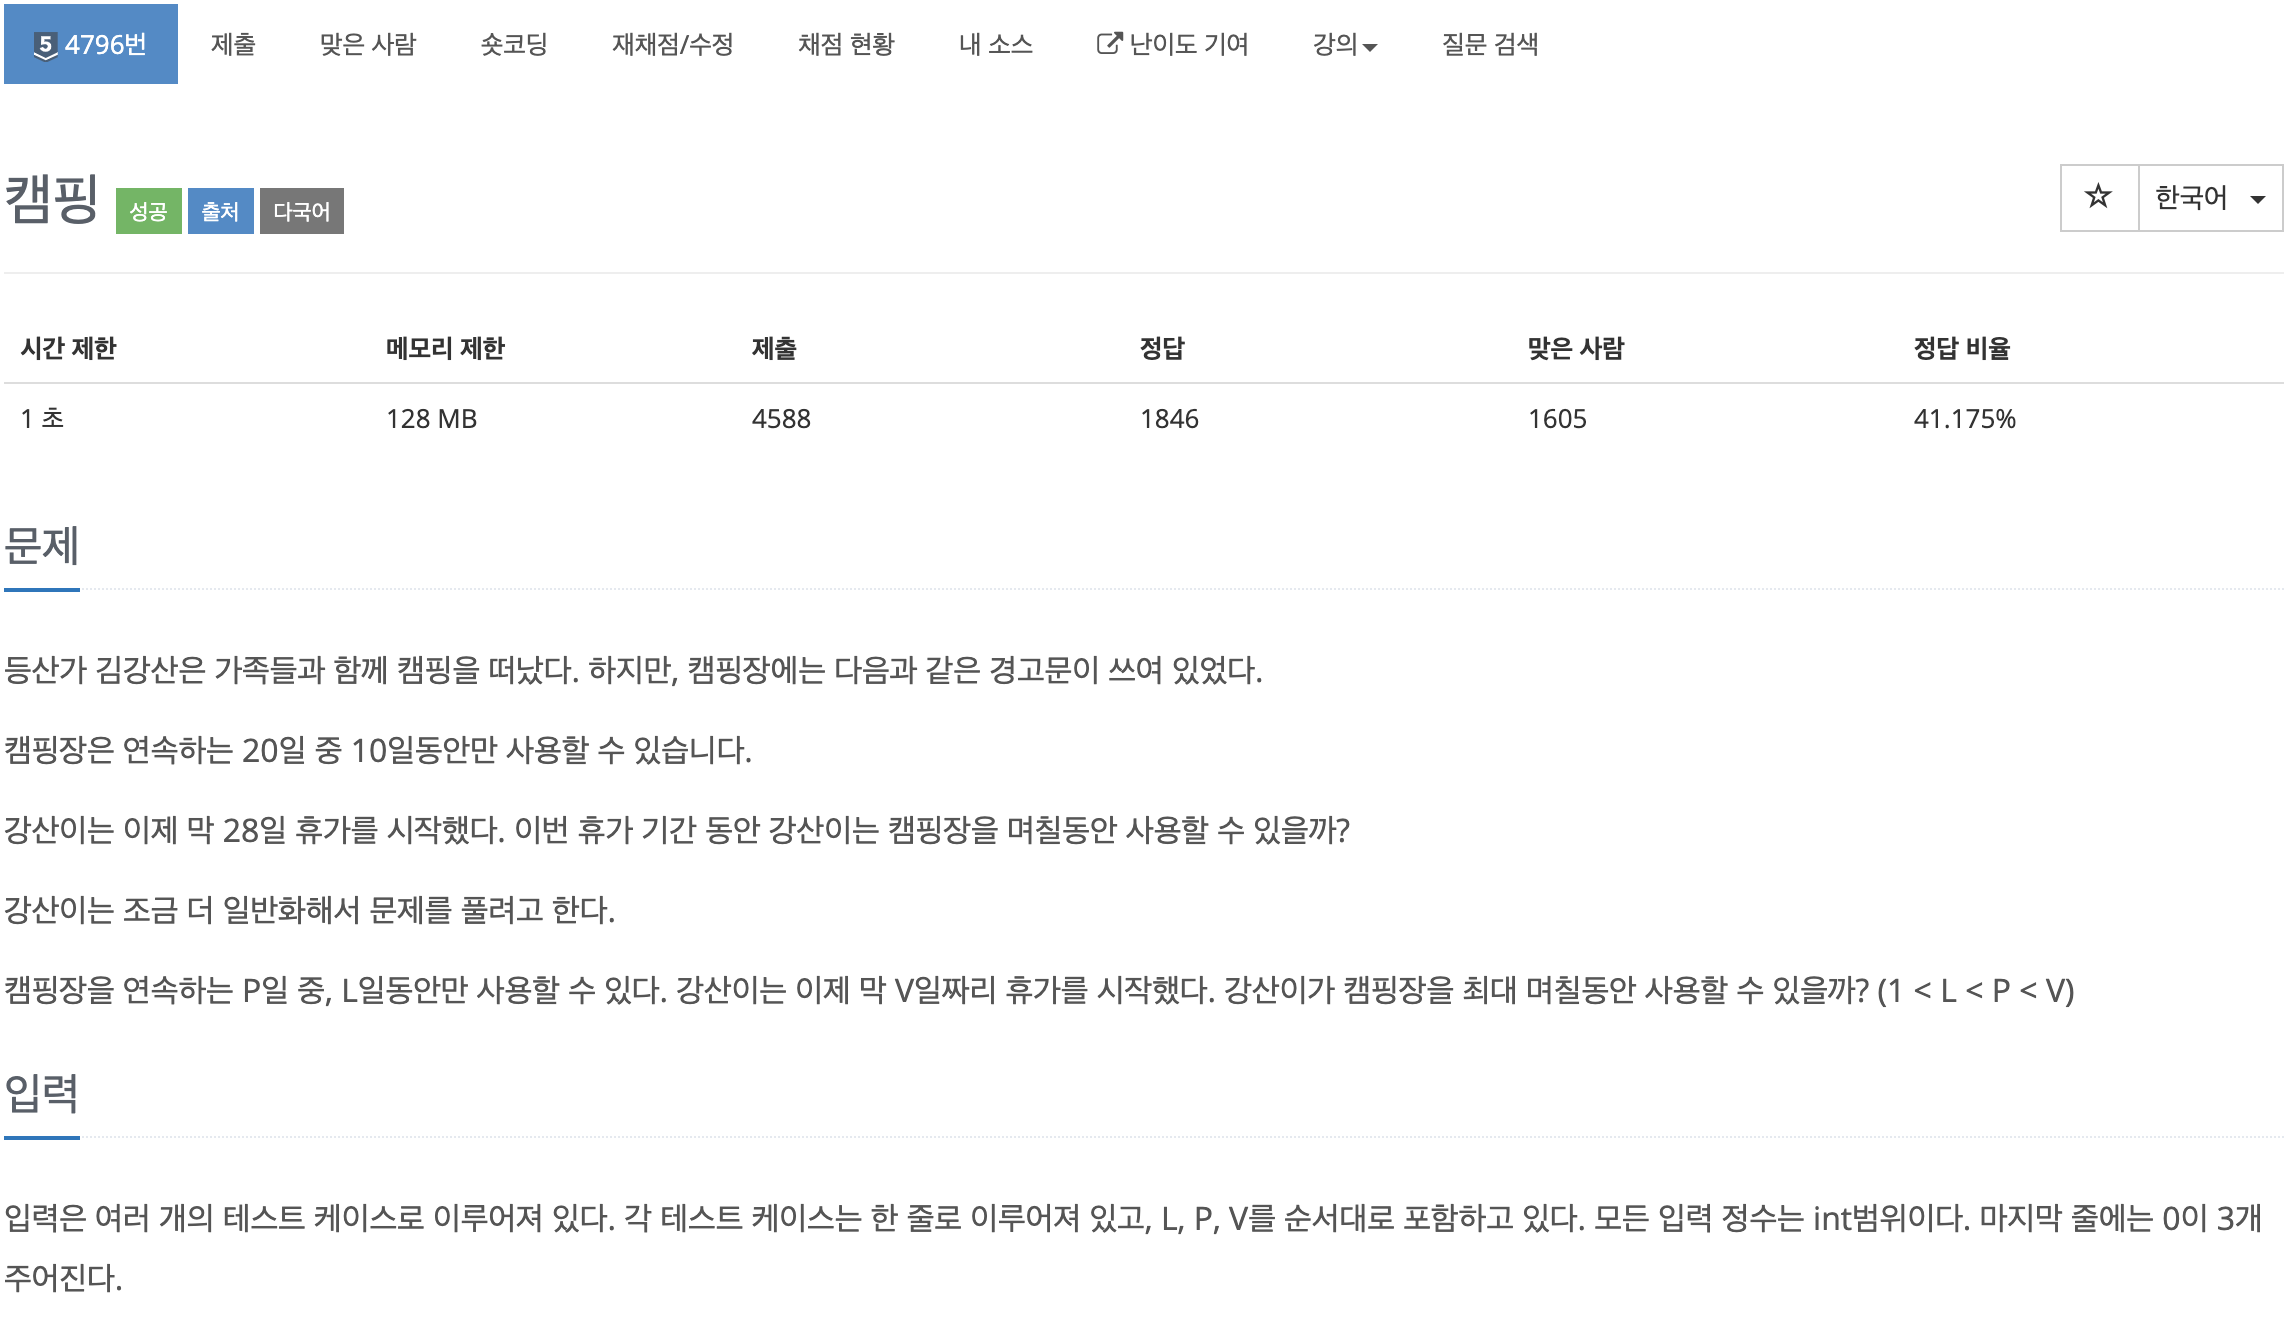 5 4796번 제출 맞은 사람 숏코딩 재채점/수정 채점 현황 내 소스 난이도 기여 강의 질문 검색
캠핑 성공 출처 다국어 한국어
시간 제한 메모리 제한 제출 정답 맞은 사람 정답 비율
1 초 128 MB 4588 1846 1605 41.175%
문제
등산가 김강산은 가족들과 함께 캠핑을 떠났다. 하지만, 캠핑장에는 다음과 같은 경고문이 쓰여 있었다.
캠핑장은 연속하는 20일 중 10일동안만 사용할 수 있습니다.
강산이는 이제 막 28일 휴가를 시작했다. 이번 휴가 기간 동안 강산이는 캠핑장을 며칠동안 사용할 수 있을까?
강산이는 조금 더 일반화해서 문제를 풀려고 한다.
캠핑장을 연속하는 P일 중, L일동안만 사용할 수 있다. 강산이는 이제 막 V일짜리 휴가를 시작했다. 강산이가 캠핑장을 최대 며칠동안 사용할 수 있을까? (1 < L < P < V)
입력
입력은 여러 개의 테스트 케이스로 이루어져 있다. 각 테스트 케이스는 한 줄로 이루어져 있고, L, P, V를 순서대로 포함하고 있다. 모든 입력 정수는 int범위이다. 마지막 줄에는 0이 3개
주어진다.